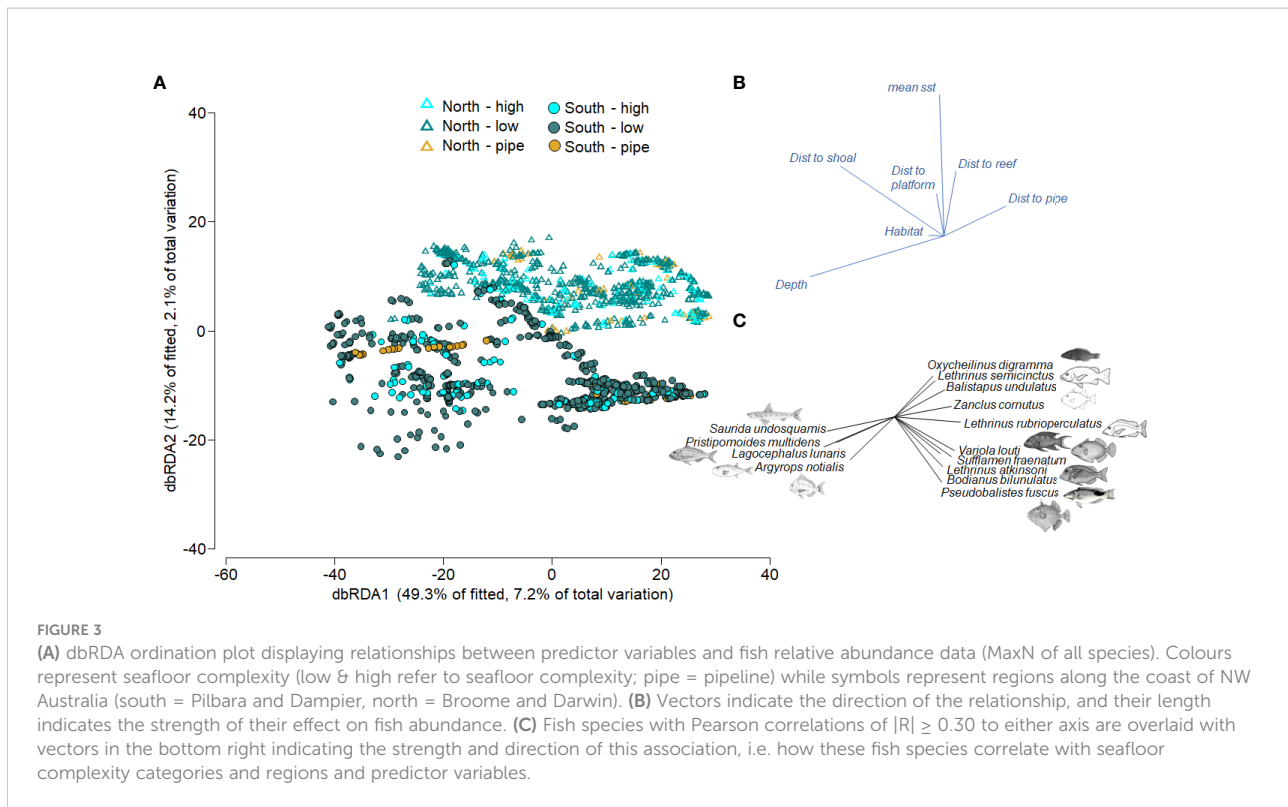 A
40
20
0
-20
-40
dbRDA2 (14.2% of fitted, 2.1% of total variation)
North - high
North - low
North - pipe
South - high
South - low
South - pipe
-60
-40
-20
0
20
40
dbRDA1 (49.3% of fitted, 7.2% of total variation)
B
mean sst
Dist to shoal
Dist to
platform
Dist to reef
Dist to pipe
Habitat
Depth
C
Oxycheilinus digramma
Lethrinus semicinctus
Balistapus undulatus
Zanclus cornutus
Lethrinus rubrioperculatus
Saurida undosquamis
Pristipomoides multidens
Lagocephalus lunaris
Argyrops notialis
Variola louti
Sufflamen fraenatum
Lethrinus atkinsoni
Bodianus bilunulatus
Pseudobalistes fuscus
FIGURE 3
(A) dbRDA ordination plot displaying relationships between predictor variables and fish relative abundance data (MaxN of all species). Colours
represent seafloor complexity (low & high refer to seafloor complexity; pipe = pipeline) while symbols represent regions along the coast of NW
Australia (south = Pilbara and Dampier, north = Broome and Darwin). (B) Vectors indicate the direction of the relationship, and their length
indicates the strength of their effect on fish abundance. (C) Fish species with Pearson correlations of |R| ≥ 0.30 to either axis are overlaid with
vectors in the bottom right indicating the strength and direction of this association, i.e. how these fish species correlate with seafloor
complexity categories and regions and predictor variables.